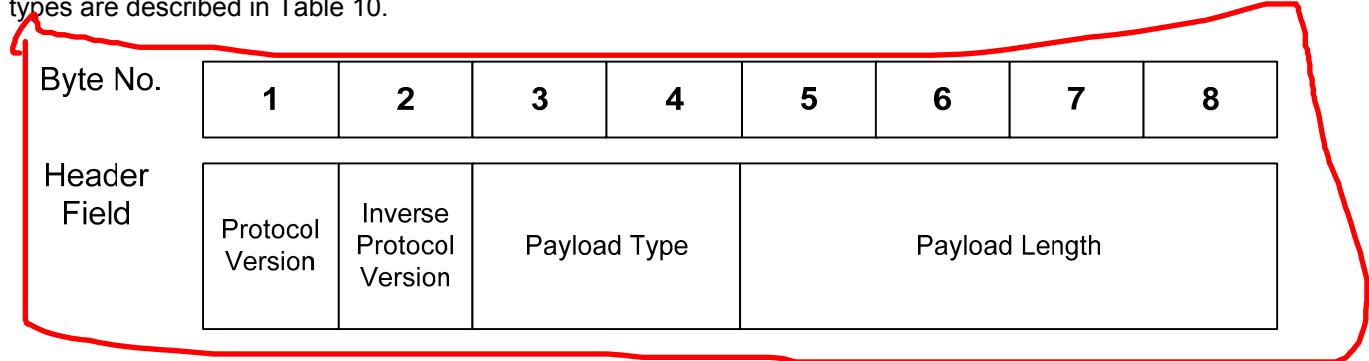 types are described in Table 10.
Byte No. 1 2 3 4 5 6 7 8
Header
Field
Protocol
Version
Inverse
Protocol
Version
Payload Type
Payload Length